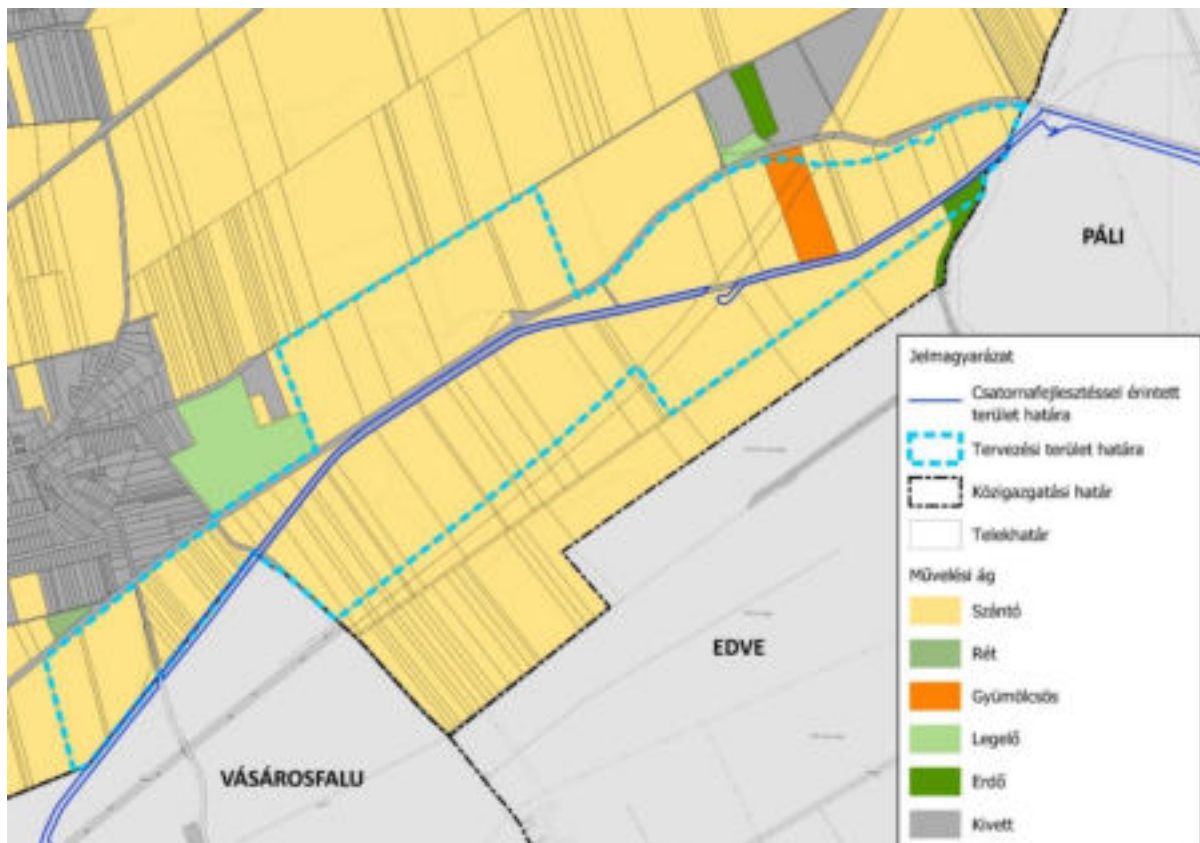 PÁLI
Jelmagyarázat
Csatornafejlesztéssel érintett
terület határa
Tervezési terület határa
Közigazgatási határ
Telekhatár
Művelési ág
Szántó
Rét
Gyümölcsös
Legelő
Erdő
Kivett
EDVE
VÁSÁROSFALU